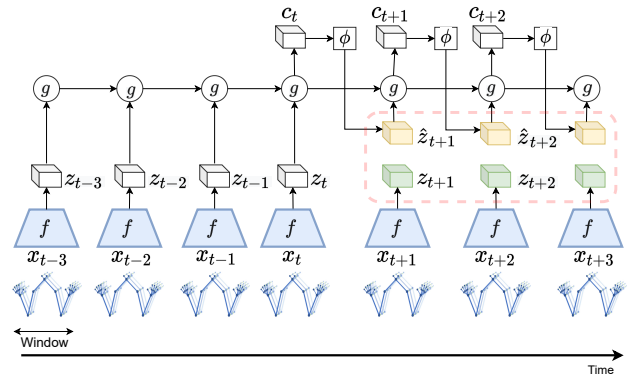 c_t c_{t+1} c_{t+2}
ϕ ϕ ϕ
g g g g g g g
ẑ_{t+1} ẑ_{t+2}
z_{t−3} z_{t−2} z_{t−1} z_t z_{t+1} z_{t+2}
f f f f f f f
x_{t−3} x_{t−2} x_{t−1} x_t x_{t+1} x_{t+2} x_{t+3}
Window
Time